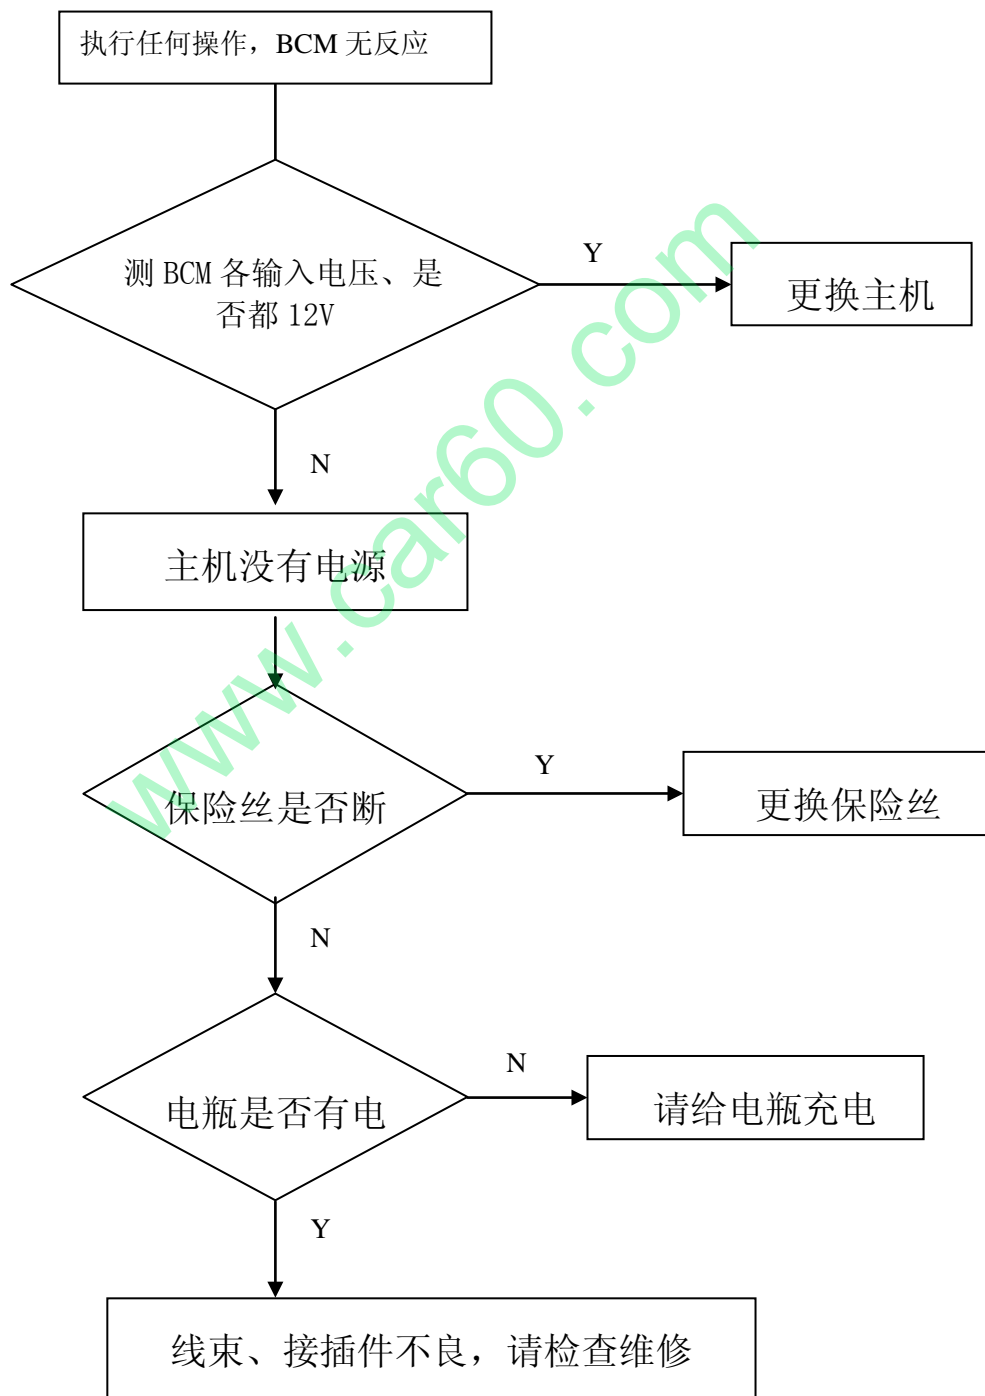 执行任何操作，BCM 无反应
测 BCM 各输入电压、是
否都 12V
Y
更换主机
N
主机没有电源
保险丝是否断
Y
更换保险丝
N
电瓶是否有电
N
请给电瓶充电
Y
线束、接插件不良，请检查维修
www.car60.com